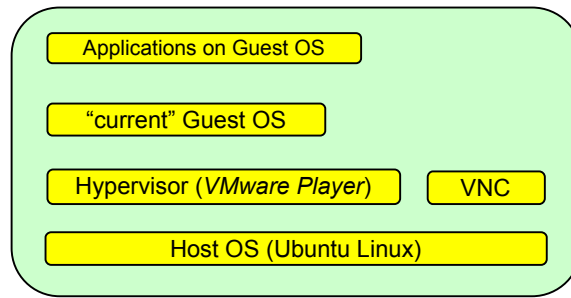 Applications on Guest OS
“current” Guest OS
Hypervisor (VMware Player)
VNC
Host OS (Ubuntu Linux)